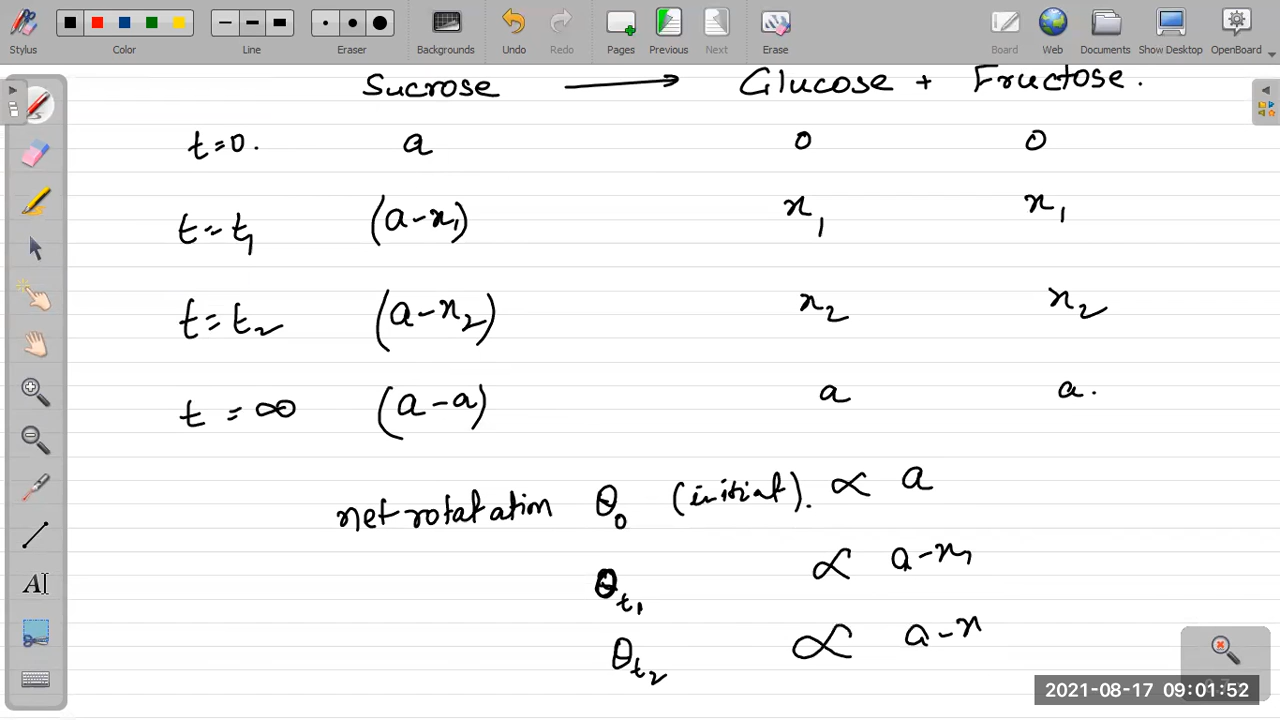 Stylus Color Line Eraser Backgrounds Undo Redo Pages Previous Next Erase Board Web Documents Show Desktop OpenBoard
Sucrose ⟶ Glucose + Fructose.
t=0. a 0 0
t=t₁ (a-x₁) x₁ x₁
t=t₂ (a-x₂) x₂ x₂
t=∞ (a-a) a a.
net rotatation θ₀ (initial). ∝ a
θt₁ ∝ a-x₁
θt₂ ∝ a-x
2021-08-17 09:01:52